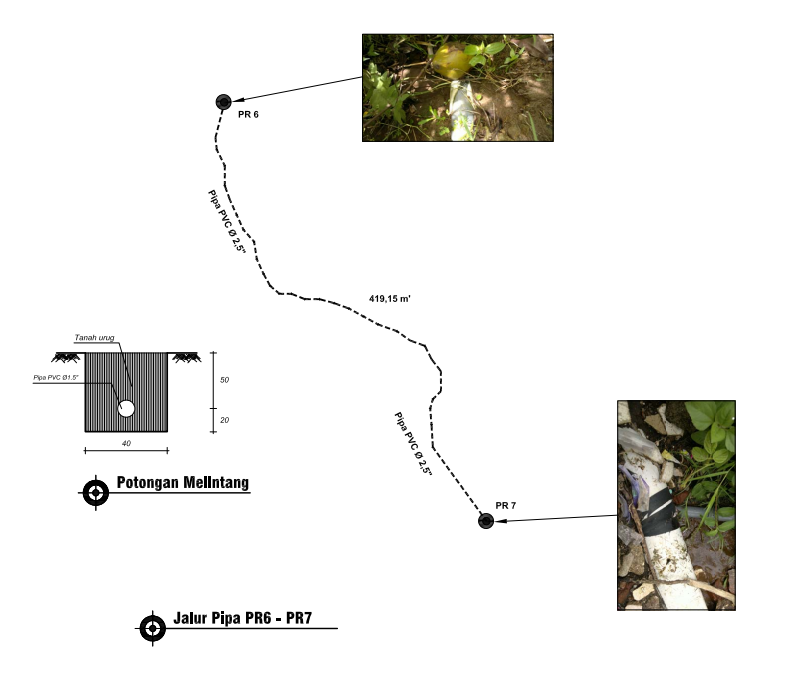 PR 6
Pipa PVC Ø 2,5"
419,15 m'
Tanah urug
Pipa PVC Ø1.5"
50
20
40
Pipa PVC Ø 2,5"
Potongan MelIntang
PR 7
Jalur Pipa PR6 - PR7